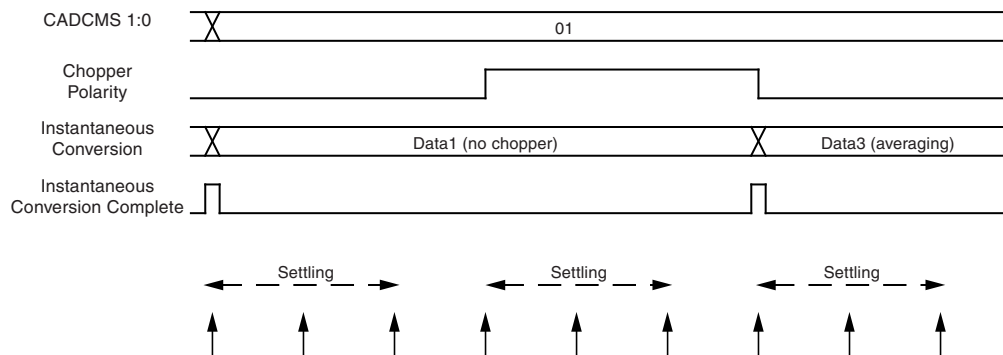 CADCMS 1:0
01
Chopper
Polarity
Instantaneous
Conversion
Data1 (no chopper)
Data3 (averaging)
Instantaneous
Conversion Complete
Settling
Settling
Settling